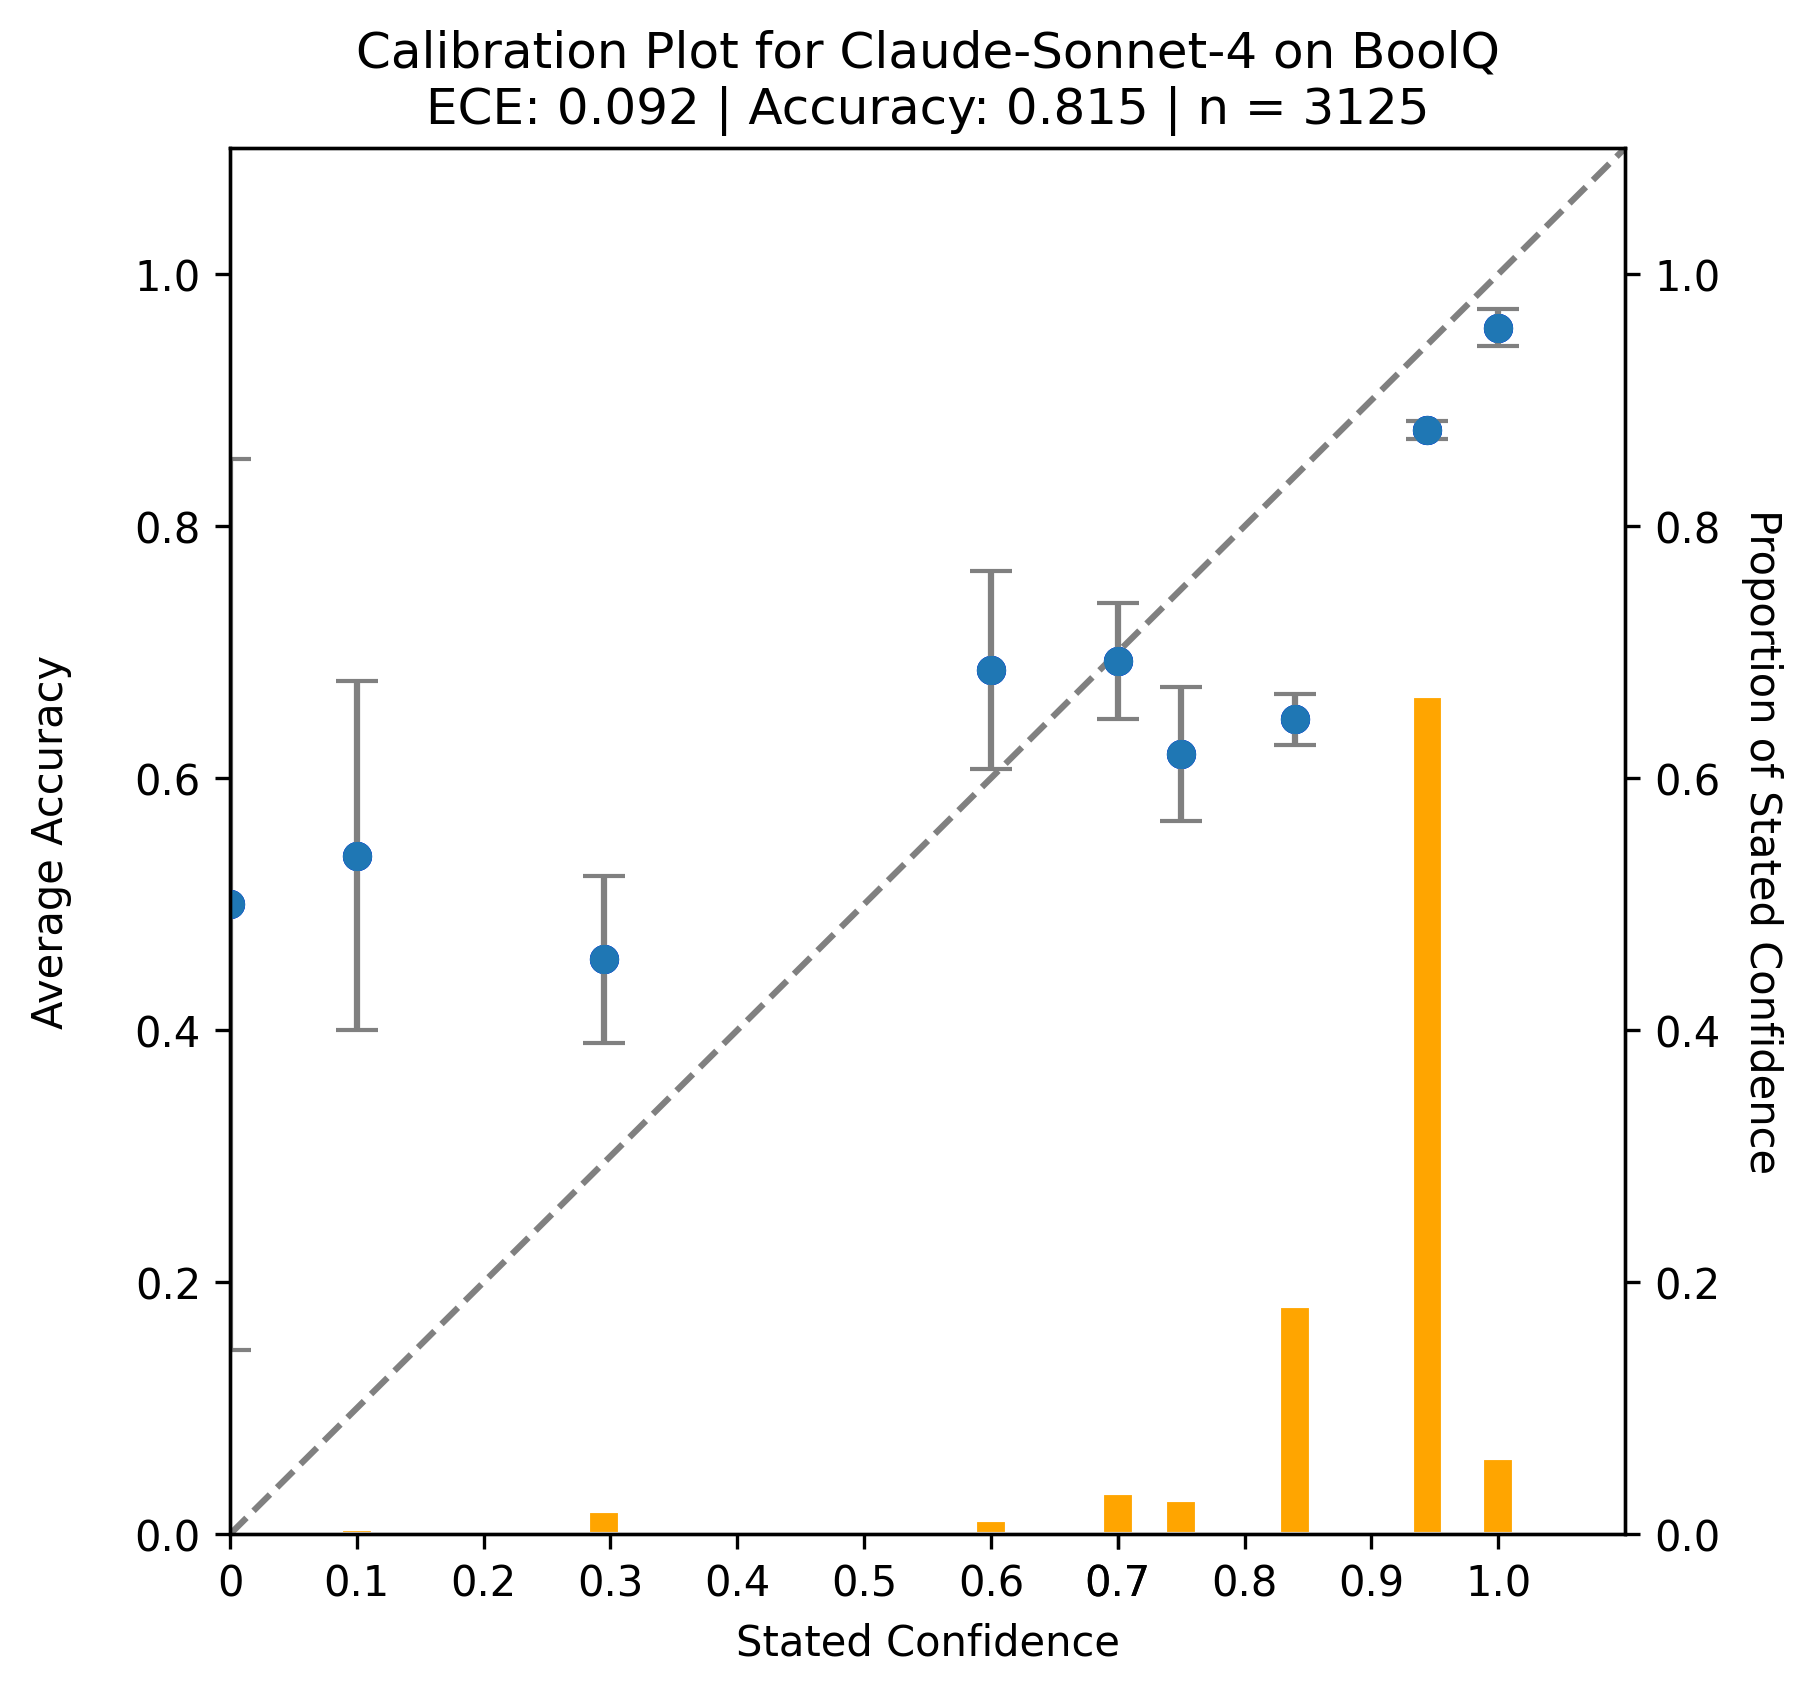 Calibration Plot for Claude-Sonnet-4 on BoolQ
ECE: 0.092 | Accuracy: 0.815 | n = 3125
Average Accuracy
1.0
0.8
0.6
0.4
0.2
0.0
0 0.1 0.2 0.3 0.4 0.5 0.6 0.7 0.8 0.9 1.0
Stated Confidence
1.0
0.8
0.6
0.4
0.2
0.0
Proportion of Stated Confidence